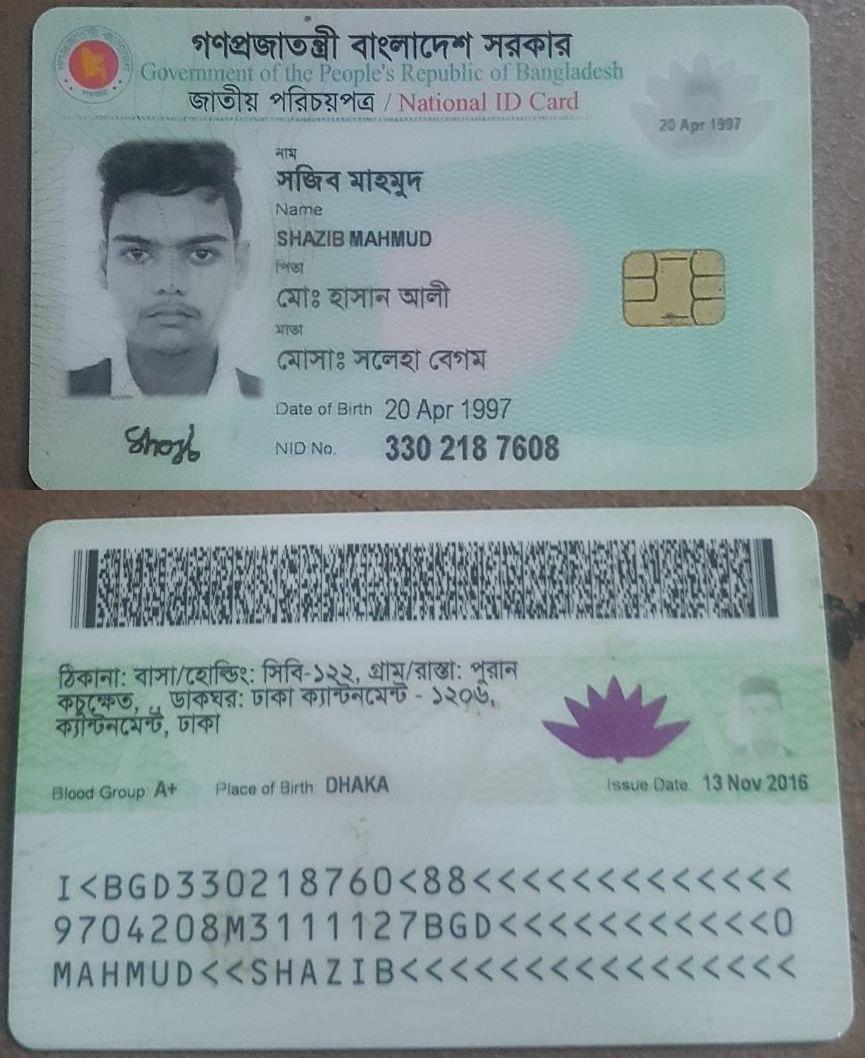 গণপ্রজাতন্ত্রী বাংলাদেশ সরকার
Government of the People's Republic of Bangladesh
জাতীয় পরিচয়পত্র / National ID Card
20 Apr 1997
নাম
সজিব মাহমুদ
Name
SHAZIB MAHMUD
পিতা
মোঃ হাসান আলী
মাতা
মোসাঃ সলেহা বেগম
Date of Birth 20 Apr 1997
NID No. 330 218 7608
ঠিকানা: বাসা/হোল্ডিং: সিবি-১২২, গ্রাম/রাস্তা: পুরান
কচুক্ষেত, ডাকঘর: ঢাকা ক্যান্টনমেন্ট - ১২০৬,
ক্যান্টনমেন্ট, ঢাকা
Blood Group: A+ Place of Birth: DHAKA Issue Date: 13 Nov 2016
I<BGD330218760<88<<<<<<<<<<<<<
9704208M3111127BGD<<<<<<<<<<<0
MAHMUD<<SHAZIB<<<<<<<<<<<<<<<<